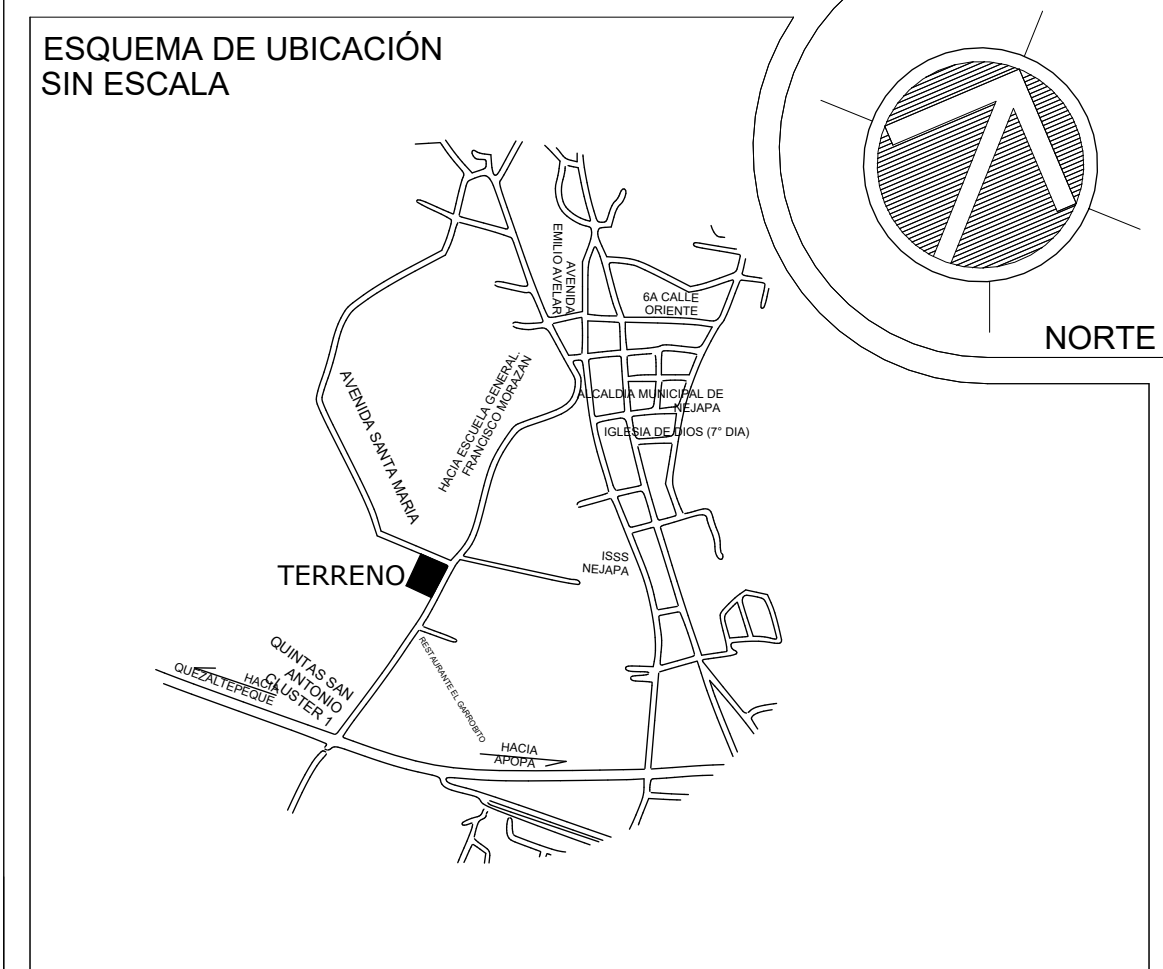 ESQUEMA DE UBICACIÓN
SIN ESCALA
NORTE
AVENIDA
EMILIO AVELAR
6A CALLE
ORIENTE
AVENIDA SANTA MARIA
HACIA ESCUELA GENERAL,
FRANCISCO MORAZAN
ALCALDIA MUNICIPAL DE
NEJAPA
IGLESIA DE DIOS (7° DIA)
ISSS
NEJAPA
TERRENO
QUINTAS SAN
ANTONIO
CLUSTER 1
HACIA
QUEZALTEPEQUE
RESTAURANTE EL GARROBITO
HACIA
APOPA